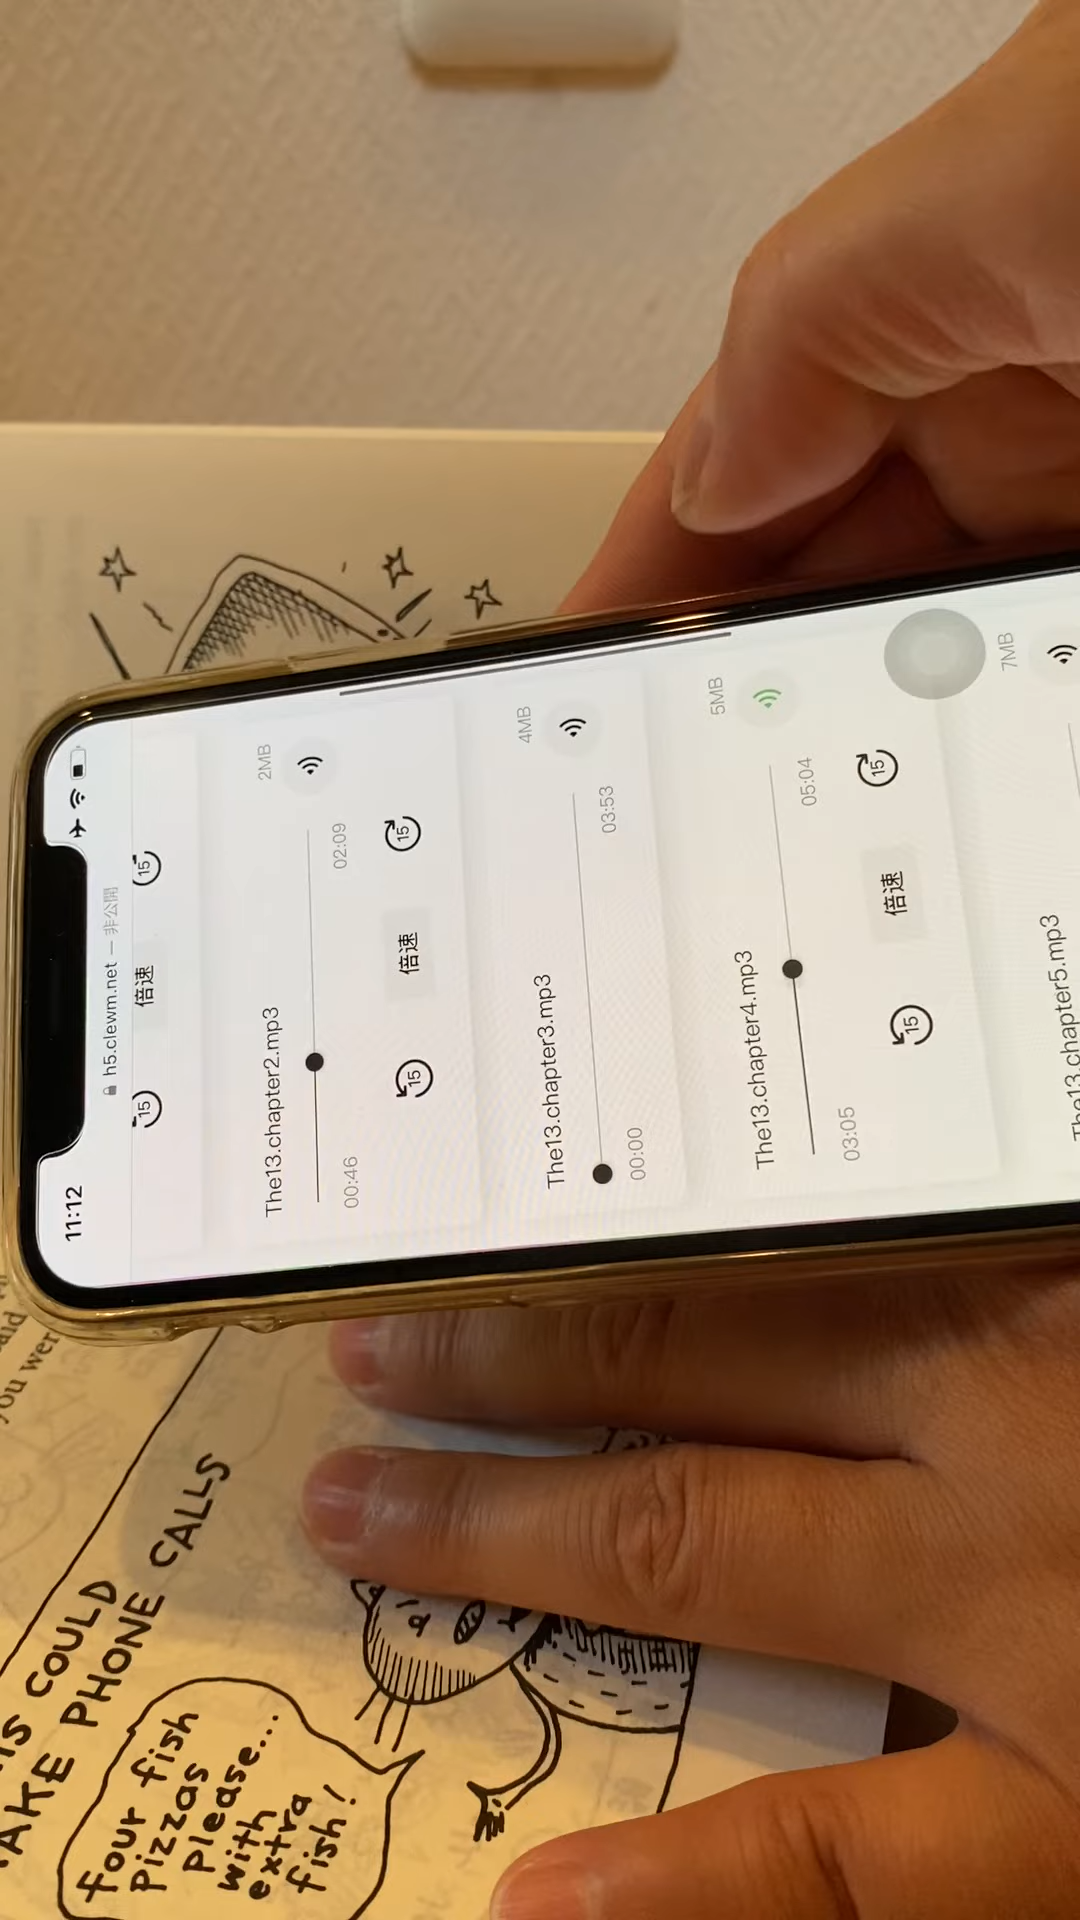 11:12
h5.clewm.net — 非公開
15
倍速
15
The13.chapter2.mp3
2MB
00:46
02:09
15
倍速
15
The13.chapter3.mp3
4MB
00:00
03:53
The13.chapter4.mp3
5MB
03:05
05:04
15
倍速
15
The13.chapter5.mp3
7MB
you wer
COULD
PHONE CALLS
four fish
pizzas
please...
with
extra
fish!